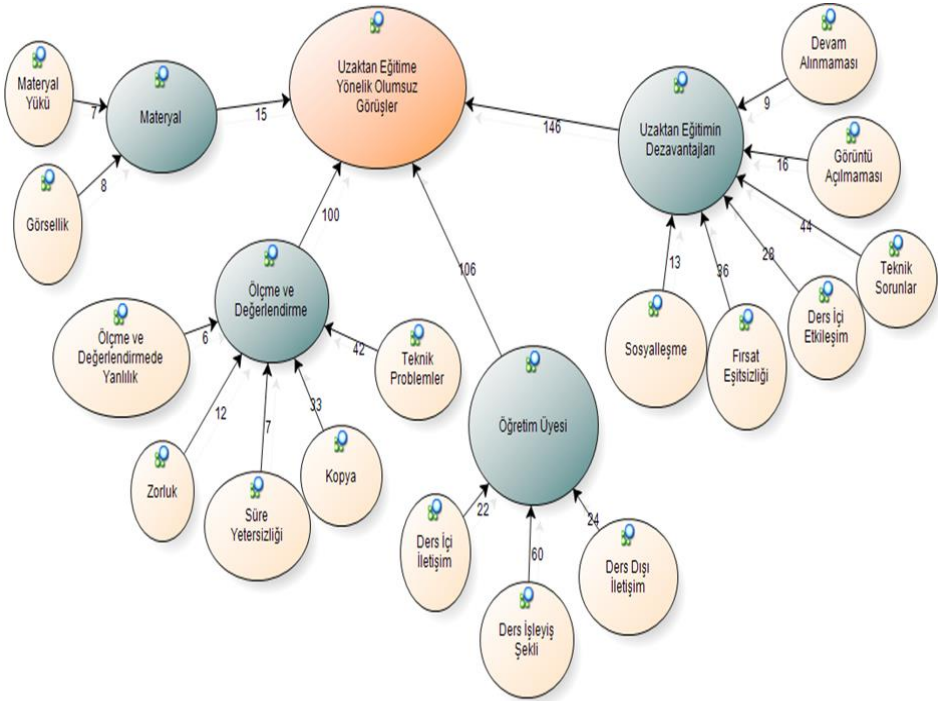 Uzaktan Eğitime
Yönelik Olumsuz
Görüşler
Materyal
Yükü
7
Materyal
15
Görsellik
8
Devam
Alınmaması
9
Uzaktan Eğitimin
Dezavantajları
146
Görüntü
Açılmaması
16
Teknik
Sorunlar
44
Ders İçi
Etkileşim
28
Fırsat
Eşitsizliği
36
Sosyalleşme
13
100
Ölçme ve
Değerlendirme
Ölçme ve
Değerlendirmede
Yanlılık
6
Zorluk
12
Süre
Yetersizliği
7
Kopya
33
Teknik
Problemler
42
106
Öğretim Üyesi
Ders İçi
İletişim
22
Ders İşleyiş
Şekli
60
Ders Dışı
İletişim
24